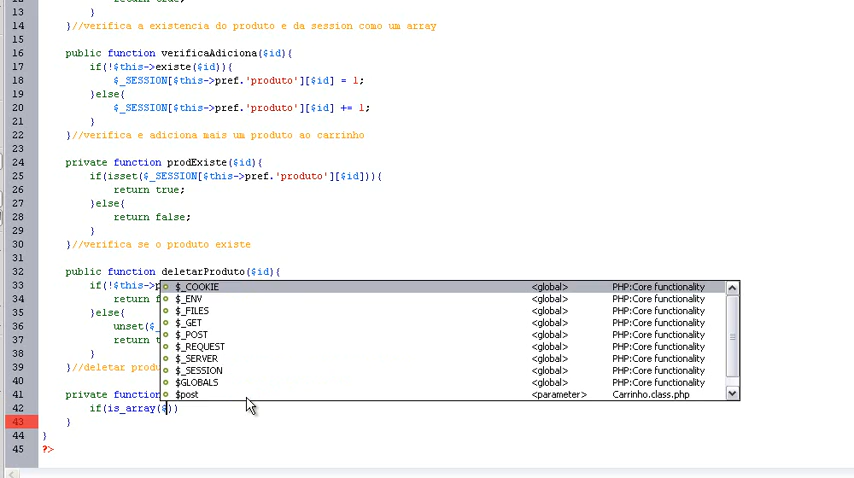 12 return true;
13 }
14 }//verifica a existencia do produto e da session como um array
15
16 public function verificaAdiciona($id){
17 if(!$this->existe($id)){
18 $_SESSION[$this->pref.'produto'][$id] = 1;
19 }else{
20 $_SESSION[$this->pref.'produto'][$id] += 1;
21 }
22 }//verifica e adiciona mais um produto ao carrinho
23
24 private function prodExiste($id){
25 if(isset($_SESSION[$this->pref.'produto'][$id])){
26 return true;
27 }else{
28 return false;
29 }
30 }//verifica se o produto existe
31
32 public function deletarProduto($id){
33 if(!$this->p
$_COOKIE <global> PHP:Core functionality
$_ENV <global> PHP:Core functionality
34 return f
$_FILES <global> PHP:Core functionality
35 }else{
$_GET <global> PHP:Core functionality
36 unset($_
$_POST <global> PHP:Core functionality
37 return t
$_REQUEST <global> PHP:Core functionality
38 }
$_SERVER <global> PHP:Core functionality
39 }//deletar produ
$_SESSION <global> PHP:Core functionality
40
$GLOBALS <global> PHP:Core functionality
41 private function
$post <parameter> Carrinho.class.php
42 if(is_array($))
43 }
44 }
45 ?>